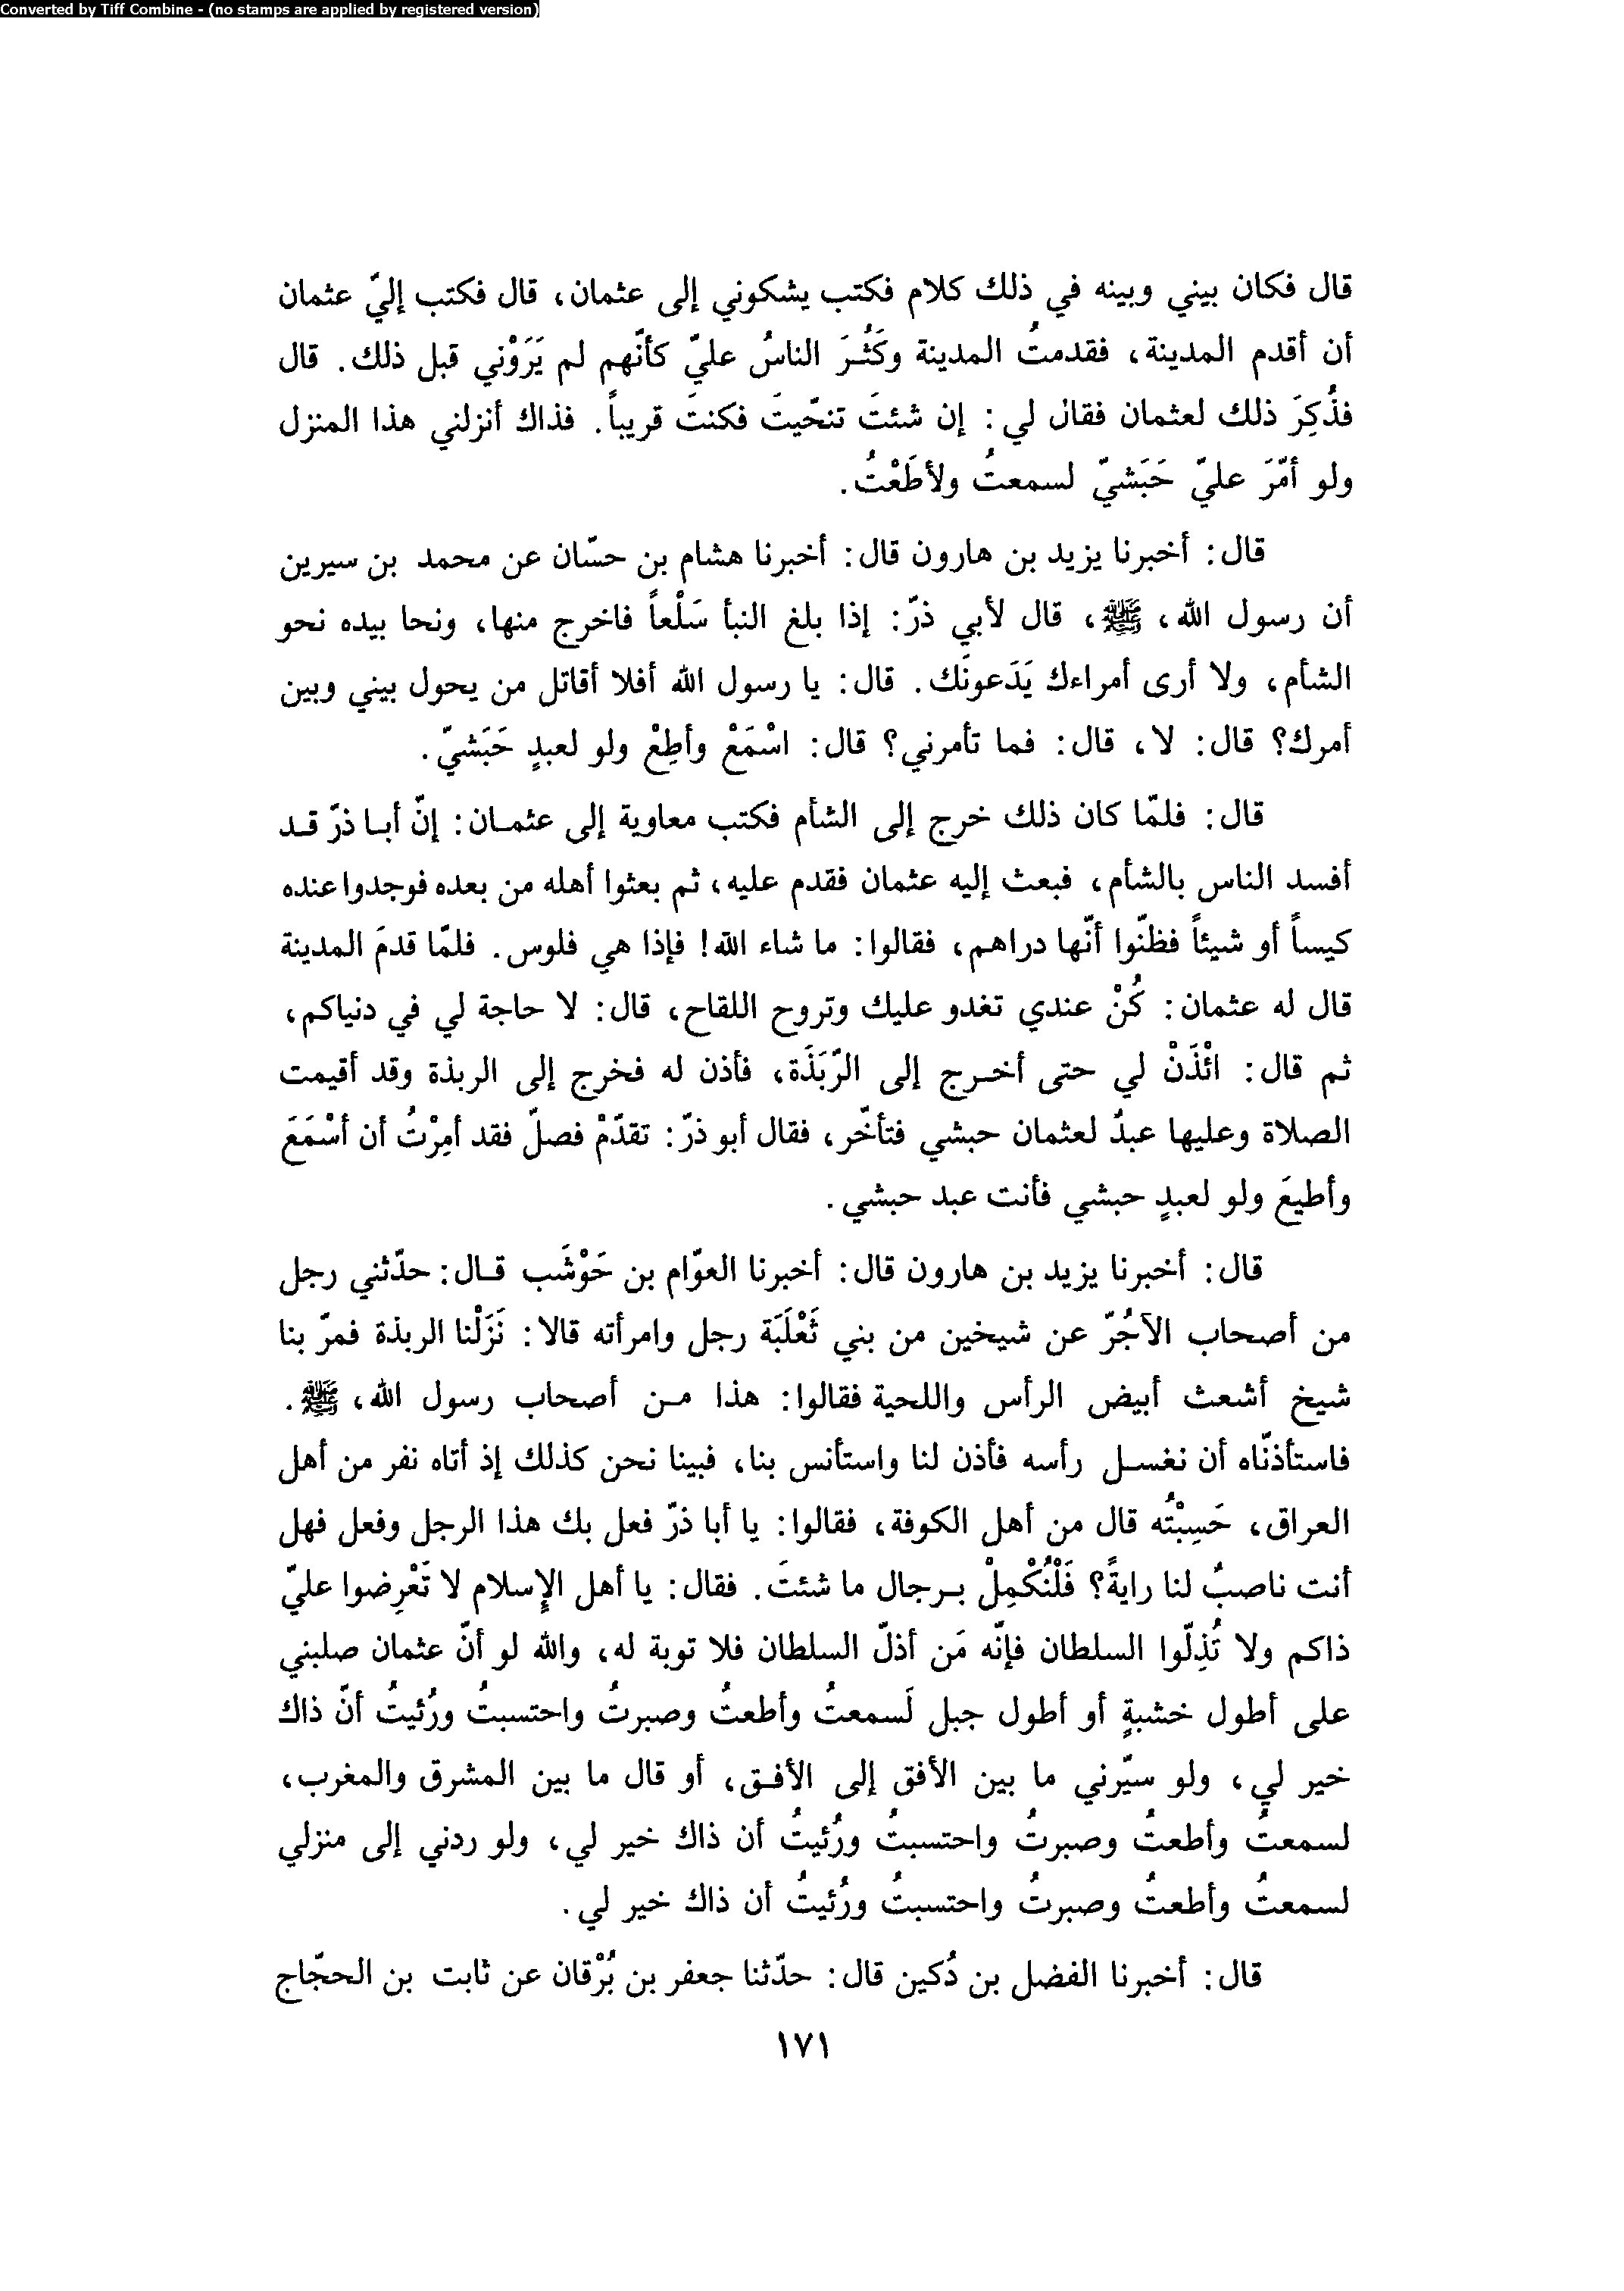 Converted by Tiff Combine - (no stamps are applied by registered version)
قال فكان بيني وبينه في ذلك كلام فكتب يشكوني إلى عثمان، قال فكتب إليّ عثمان
أن أقدم المدينة، فقدمتُ المدينة وكَثُرَ الناسُ عليّ كأنّهم لم يَرَوْني قبل ذلك. قال
فذُكِرَ ذلك لعثمان فقال لي: إن شئتَ تنحّيتَ فكنتَ قريباً. فذاك أنزلني هذا المنزل
ولو أمّرَ عليّ حَبَشيّ لسمعتُ ولأطَعْتُ.
قال: أخبرنا يزيد بن هارون قال: أخبرنا هشام بن حسّان عن محمد بن سيرين
أن رسول الله، ﷺ، قال لأبي ذرّ: إذا بلغ النبأ سَلْعاً فاخرج منها، ونحا بيده نحو
الشأم، ولا أرى أمراءك يَدَعونَك. قال: يا رسول الله أفلا أقاتل من يحول بيني وبين
أمرك؟ قال: لا، قال: فما تأمرني؟ قال: اسْمَعْ وأطِعْ ولو لعبدٍ حَبَشيّ.
قال: فلمّا كان ذلك خرج إلى الشأم فكتب معاوية إلى عثمـان: إنّ أبـا ذرّ قـد
أفسد الناس بالشأم، فبعث إليه عثمان فقدم عليه، ثم بعثوا أهله من بعده فوجدوا عنده
كيساً أو شيئاً فظنّوا أنّها دراهم، فقالوا: ما شاء الله! فإذا هي فلوس. فلمّا قدمَ المدينة
قال له عثمان: كُنْ عندي تغدو عليك وتروح اللقاح، قال: لا حاجة لي في دنياكم،
ثم قال: ائْذَنْ لي حتى أخـرج إلى الرّبَذَة، فأذن له فخرج إلى الربذة وقد أقيمت
الصلاة وعليها عبدٌ لعثمان حبشي فتأخّر، فقال أبو ذرّ: تقدّمْ فصلّ فقد أمِرْتُ أن أسْمَعَ
وأطيعَ ولو لعبدٍ حبشي فأنت عبد حبشي.
قال: أخبرنا يزيد بن هارون قال: أخبرنا العوّام بن حَوْشَب قـال: حدّثني رجل
من أصحاب الآجُرّ عن شيخين من بني ثَعْلَبَة رجل وامرأته قالا: نَزَلْنا الربذة فمرّ بنا
شيخ أشعث أبيض الرأس واللحية فقالوا: هذا مـن أصحاب رسول الله، ﷺ.
فاستأذنّاه أن نغسـل رأسه فأذن لنا واستأنس بنا، فبينا نحن كذلك إذ أتاه نفر من أهل
العراق، حَسِبْتُه قال من أهل الكوفة، فقالوا: يا أبا ذرّ فعل بك هذا الرجل وفعل فهل
أنت ناصبٌ لنا رايةً؟ فَلْنُكْمِلْ بـرجال ما شئتَ. فقال: يا أهل الإسلام لا تَعْرِضوا عليّ
ذاكم ولا تُذِلّوا السلطان فإنّه مَن أذلّ السلطان فلا توبة له، والله لو أنّ عثمان صلبني
على أطول خشبةٍ أو أطول جبل لَسمعتُ وأطعتُ وصبرتُ واحتسبتُ ورُئيتُ أنّ ذاك
خير لي، ولو سيّرني ما بين الأفق إلى الأفـق، أو قال ما بين المشرق والمغرب،
لسمعتُ وأطعتُ وصبرتُ واحتسبتُ ورُئيتُ أن ذاك خير لي، ولو ردني إلى منزلي
لسمعتُ وأطعتُ وصبرتُ واحتسبتُ ورُئيتُ أن ذاك خير لي.
قال: أخبرنا الفضل بن دُكين قال: حدّثنا جعفر بن بُرْقان عن ثابت بن الحجّاج
١٧١